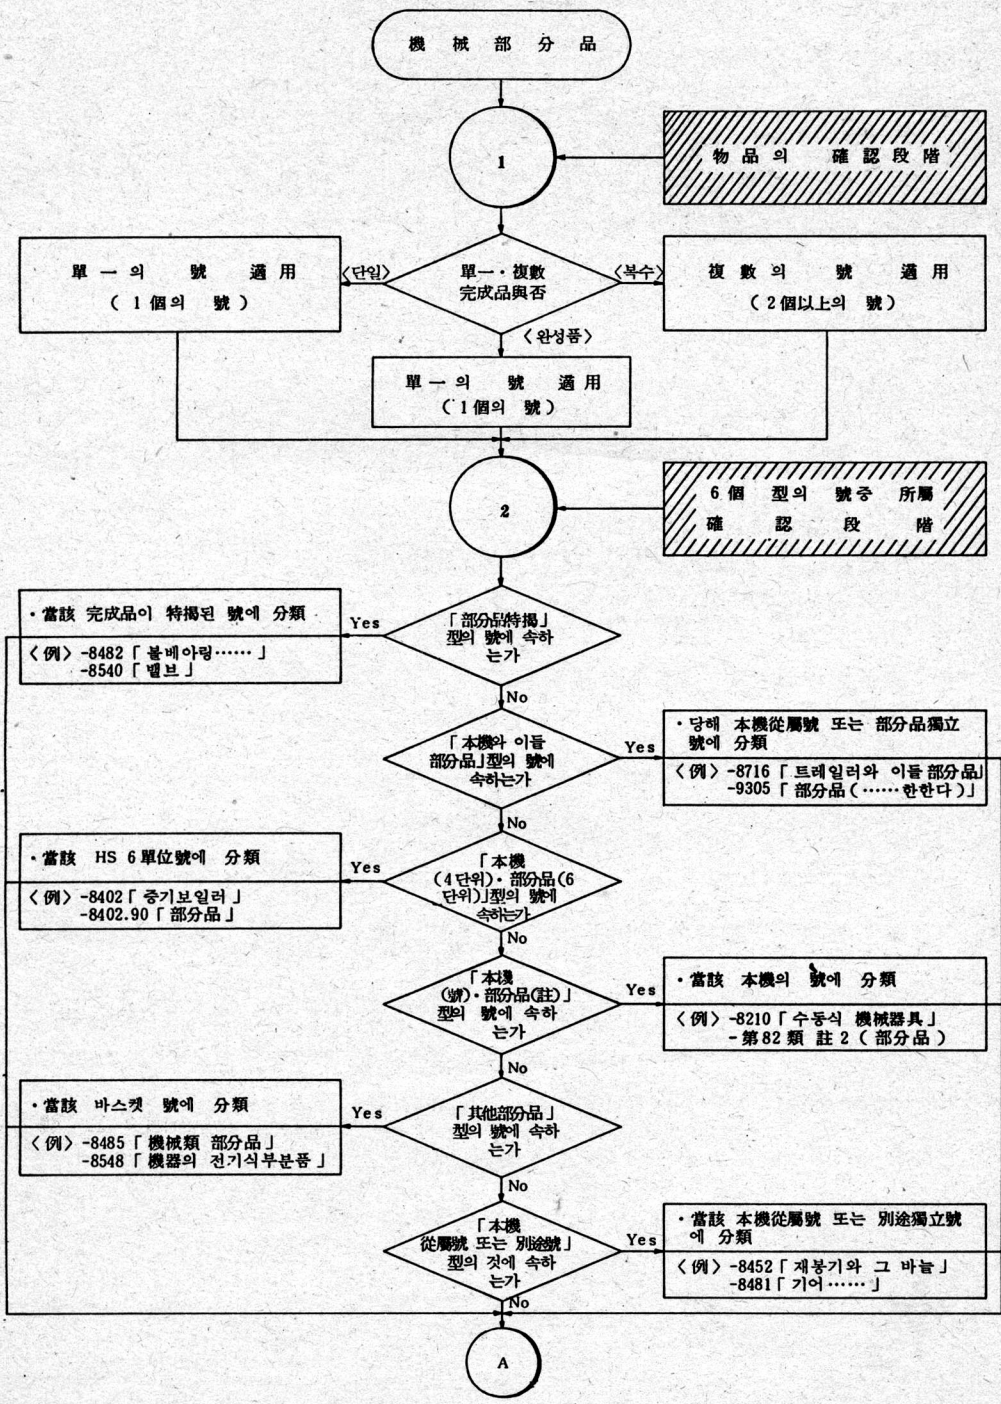 機械部分品
1
物品의 確認段階
單一의 號 適用
(1個의 號)
〈단일〉
單一·複數
完成品與否
〈복수〉
複數의 號 適用
(2個以上의 號)
〈완성품〉
單一의 號 適用
(1個의 號)
2
6個 型의 號중 所屬
確認段階
·當該 完成品이 特揭된 號에 分類
〈例〉-8482「볼베아링……」
-8540「밸브」
Yes
「部分品特揭」
型의 號에 속하
는가
No
「本機와 이들
部分品」型의 號에
속하는가
Yes
·당해 本機從屬號 또는 部分品獨立
號에 分類
〈例〉-8716「트레일러와 이들部分品」
-9305「部分品(……한한다)」
No
·當該 HS 6單位號에 分類
〈例〉-8402「증기보일러」
-8402.90「部分品」
Yes
「本機
(4단위)·部分品(6
단위)」型의 號에
속하는가
No
「本機
(號)·部分品(註)」
型의 號에 속하
는가
Yes
·當該 本機의 號에 分類
〈例〉-8210「수동식 機械器具」
-第82類 註2(部分品)
No
·當該 바스켓 號에 分類
〈例〉-8485「機械類 部分品」
-8548「機器의 전기식부분품」
Yes
「其他部分品」
型의 號에 속하
는가
No
「本機
從屬號 또는 別途號」
型의 것에 속하
는가
Yes
·當該 本機從屬號 또는 別途獨立號
에 分類
〈例〉-8452「재봉기와 그 바늘」
-8481「기어……」
No
A